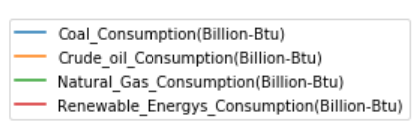 Coal_Consumption(Billion-Btu)
Crude_oil_Consumption(Billion-Btu)
Natural_Gas_Consumption(Billion-Btu)
Renewable_Energys_Consumption(Billion-Btu)